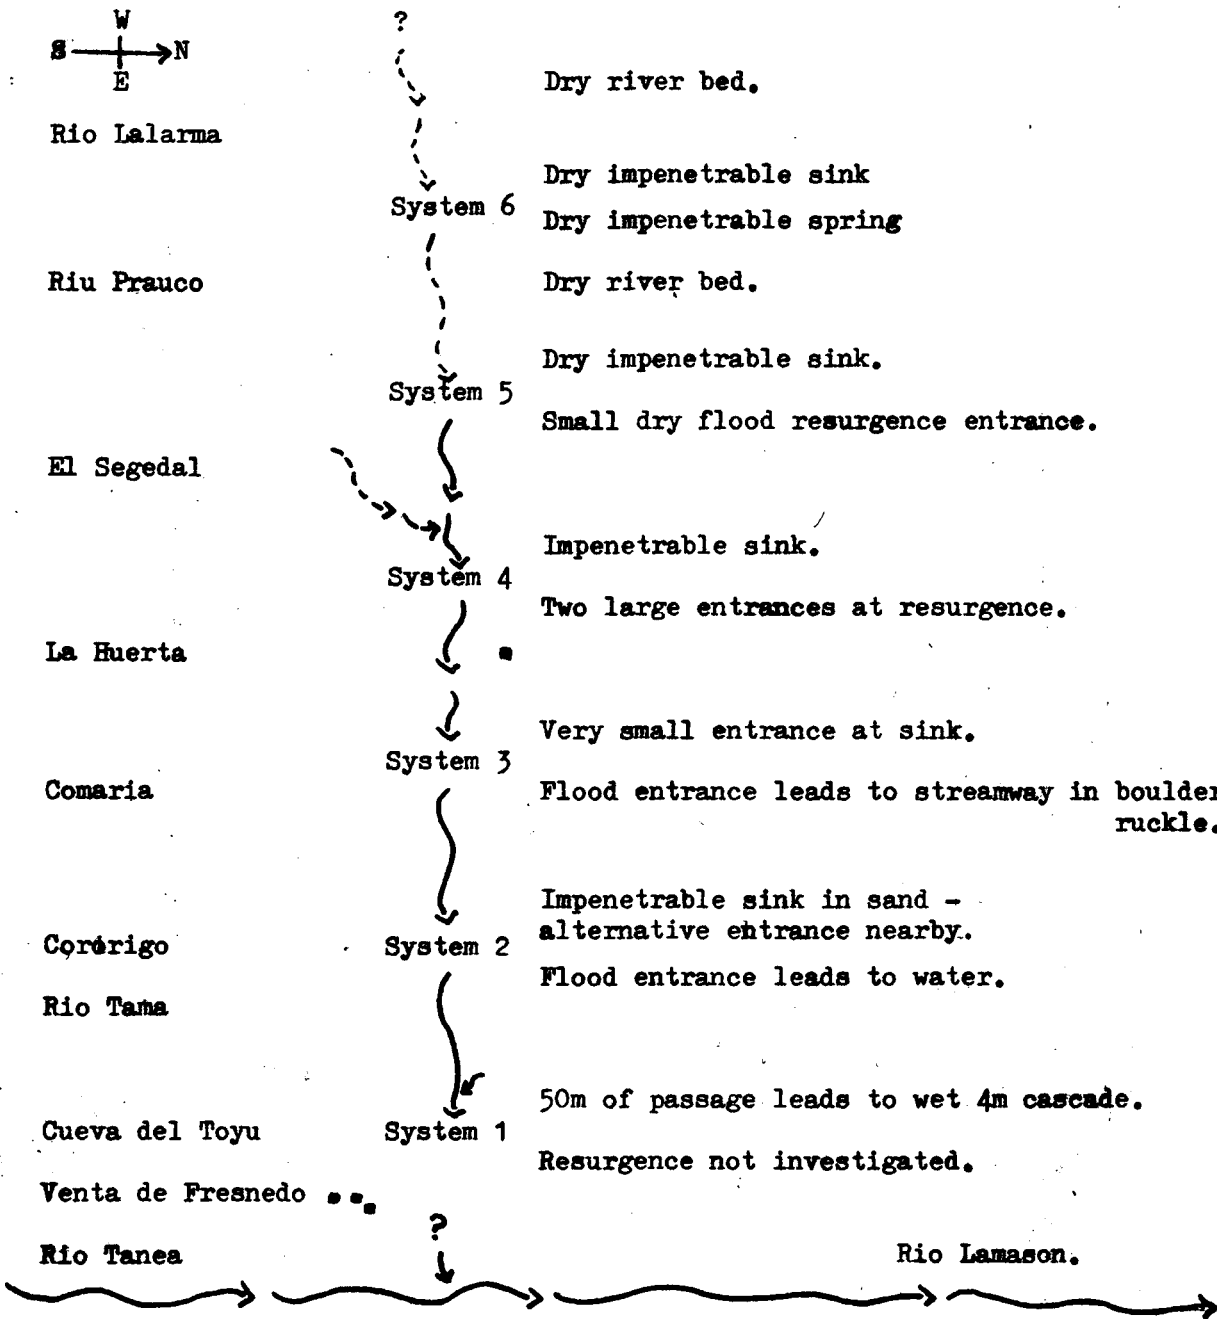 W
S N
E
?
Dry river bed.
Rio Lalarma
Dry impenetrable sink
System 6
Dry impenetrable spring
Riu Prauco
Dry river bed.
Dry impenetrable sink.
System 5
Small dry flood resurgence entrance.
El Segedal
Impenetrable sink.
System 4
Two large entrances at resurgence.
La Huerta
Very small entrance at sink.
System 3
Comaria
Flood entrance leads to streamway in boulder
ruckle.
Impenetrable sink in sand -
alternative entrance nearby.
System 2
Flood entrance leads to water.
Rio Tama
50m of passage leads to wet 4m cascade.
Cueva del Toyu
System 1
Resurgence not investigated.
Venta de Fresnedo
?
Rio Tanea
Rio Lamason.